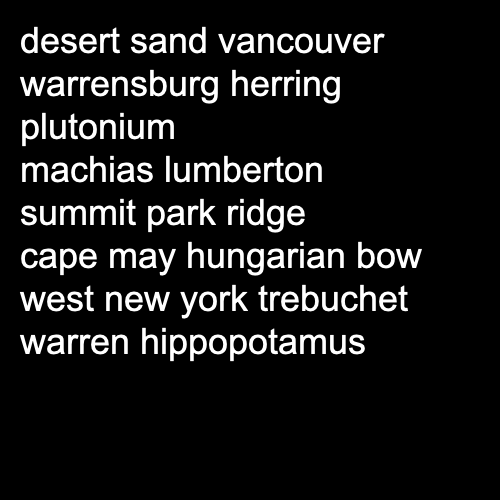 desert sand vancouver
warrensburg herring
plutonium
machias lumberton
summit park ridge
cape may hungarian bow
west new york trebuchet
warren hippopotamus